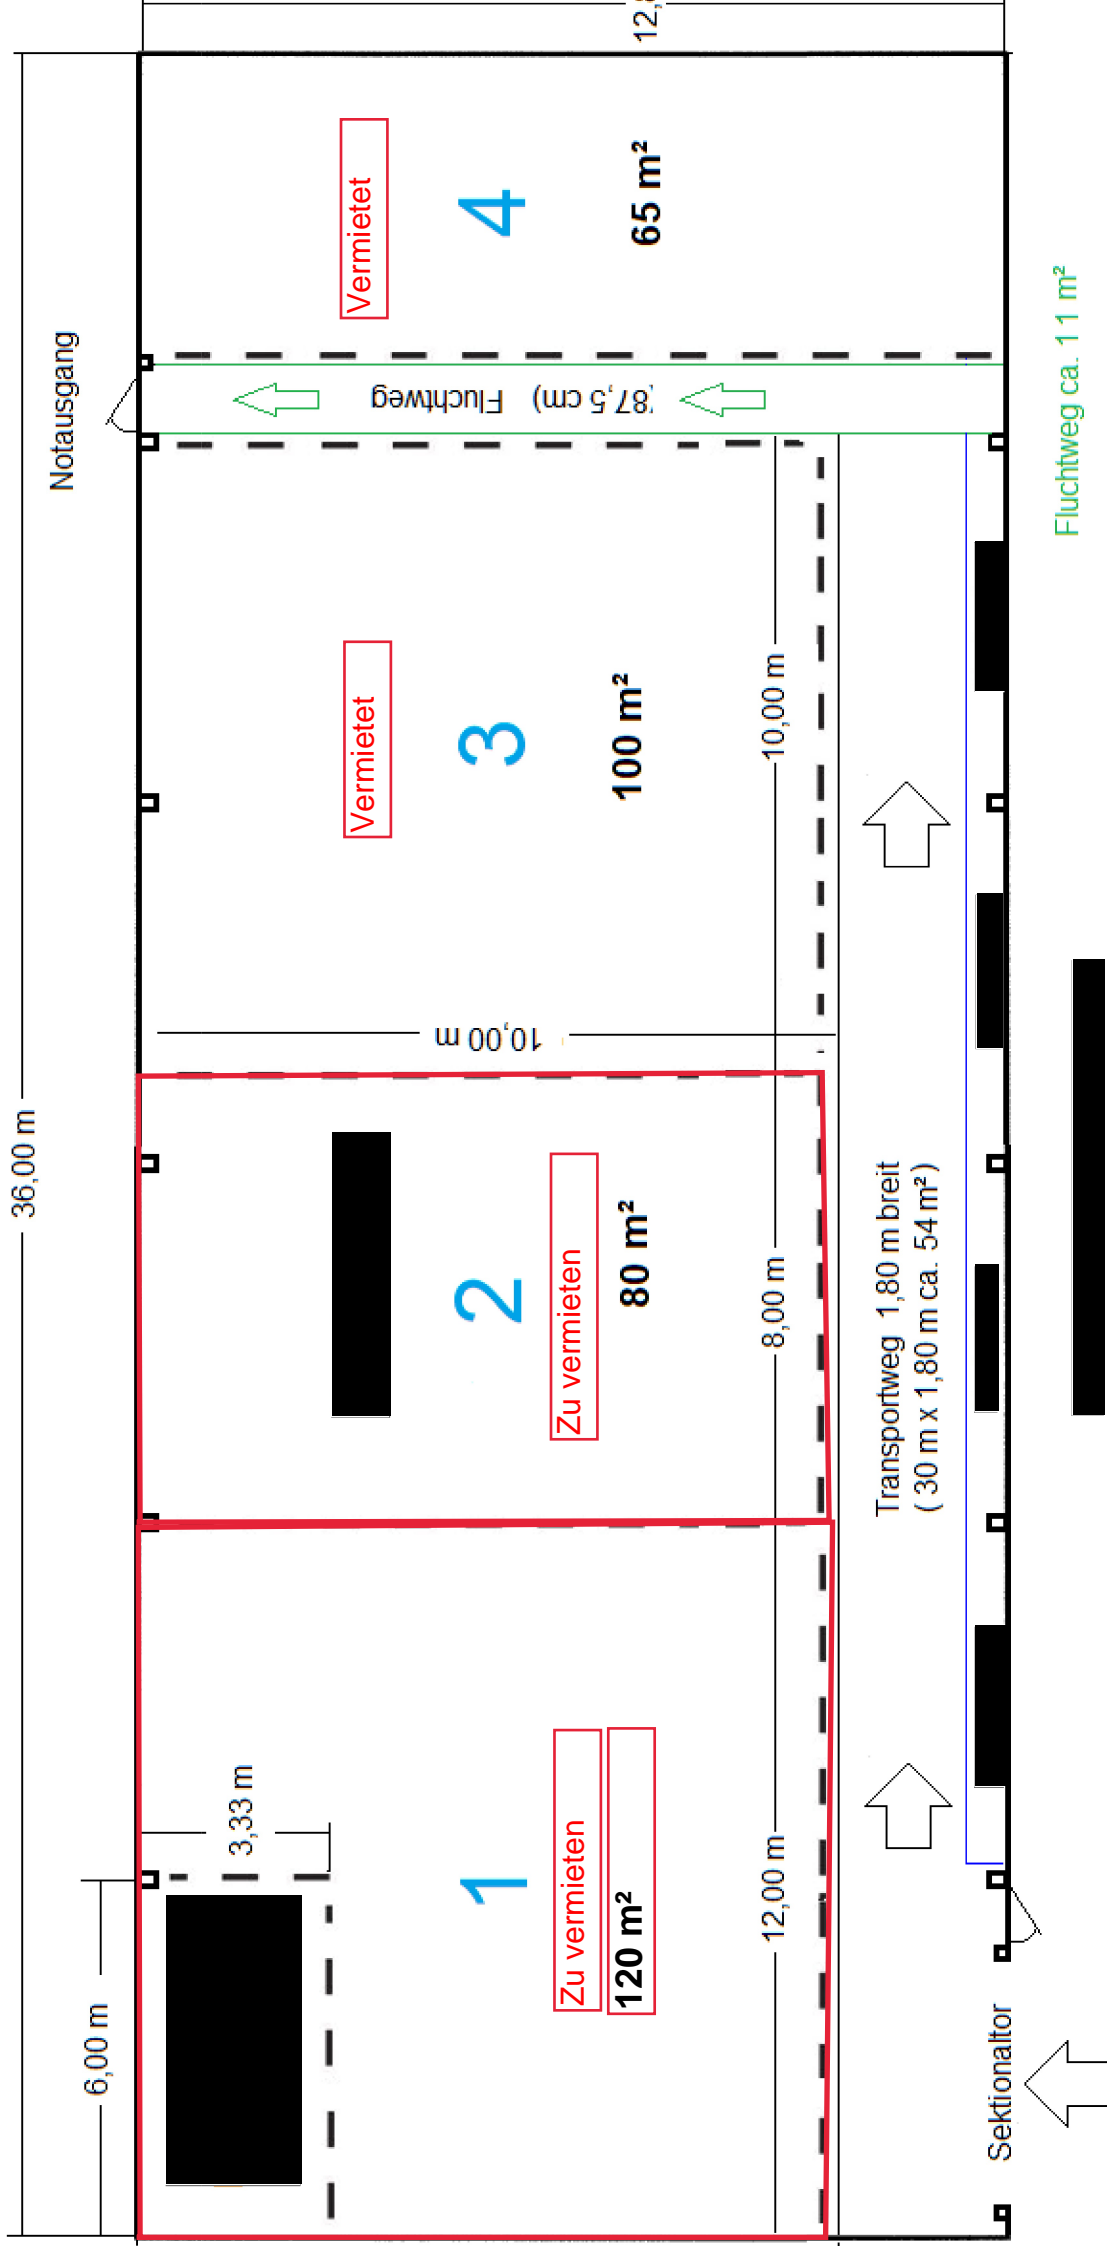 36,00 m
6,00 m
3,33 m
1
Zu vermieten
120 m²
12,00 m
2
Zu vermieten
80 m²
8,00 m
10,00 m
Vermietet
3
100 m²
10,00 m
Notausgang
Fluchtweg (87,5 cm)
Vermietet
4
65 m²
Transportweg 1,80 m breit
( 30 m x 1,80 m ca. 54 m²)
Sektionaltor
Fluchtweg ca. 11 m²